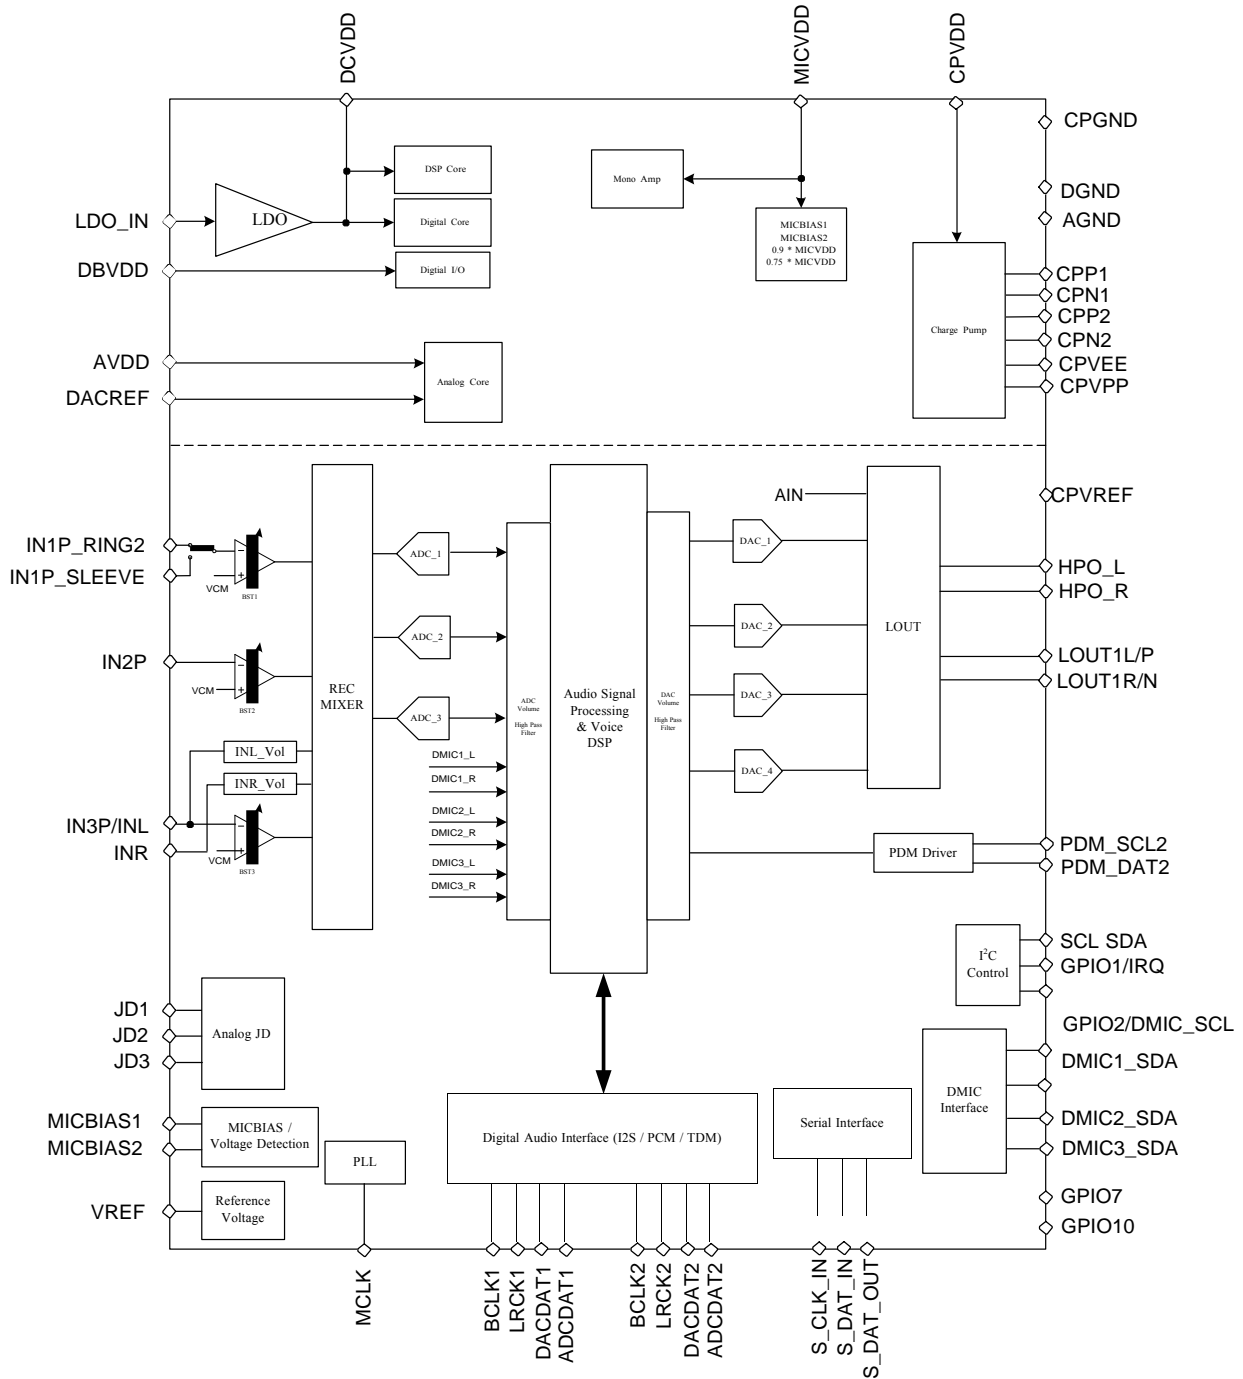 DCVDD
MICVDD
CPVDD
CPGND
DSP Core
Mono Amp
DGND
LDO_IN
LDO
Digital Core
AGND
MICBIAS1
MICBIAS2
0.9 * MICVDD
0.75 * MICVDD
DBVDD
Digtial I/O
CPP1
CPN1
CPP2
Charge Pump
CPN2
AVDD
CPVEE
Analog Core
CPVPP
DACREF
AIN
CPVREF
IN1P_RING2
ADC_1
DAC_1
IN1P_SLEEVE
VCM
BST1
HPO_L
HPO_R
ADC_2
DAC_2
LOUT
IN2P
VCM
BST2
REC
MIXER
LOUT1L/P
LOUT1R/N
ADC_3
ADC
Volume
High Pass
Filter
Audio Signal
Processing
& Voice
DSP
DAC
Volume
High Pass
Filter
DAC_3
INL_Vol
DMIC1_L
INR_Vol
DMIC1_R
DAC_4
IN3P/INL
DMIC2_L
DMIC2_R
INR
VCM
BST3
DMIC3_L
DMIC3_R
PDM Driver
PDM_SCL2
PDM_DAT2
I²C
Control
SCL SDA
GPIO1/IRQ
JD1
JD2
JD3
Analog JD
GPIO2/DMIC_SCL
DMIC1_SDA
DMIC
Interface
DMIC2_SDA
DMIC3_SDA
MICBIAS1
MICBIAS2
MICBIAS /
Voltage Detection
Digital Audio Interface (I2S / PCM / TDM)
Serial Interface
PLL
VREF
Reference
Voltage
GPIO7
GPIO10
MCLK
BCLK1
LRCK1
DACDAT1
ADCDAT1
BCLK2
LRCK2
DACDAT2
ADCDAT2
S_CLK_IN
S_DAT_IN
S_DAT_OUT